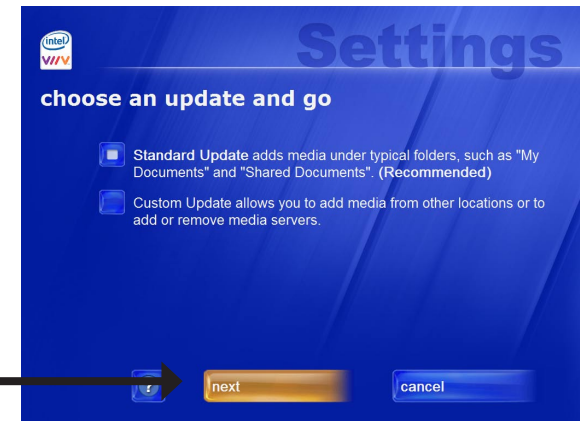 intel
VIIV
Settings
choose an update and go
Standard Update adds media under typical folders, such as "My
Documents" and "Shared Documents". (Recommended)
Custom Update allows you to add media from other locations or to
add or remove media servers.
?
next
cancel